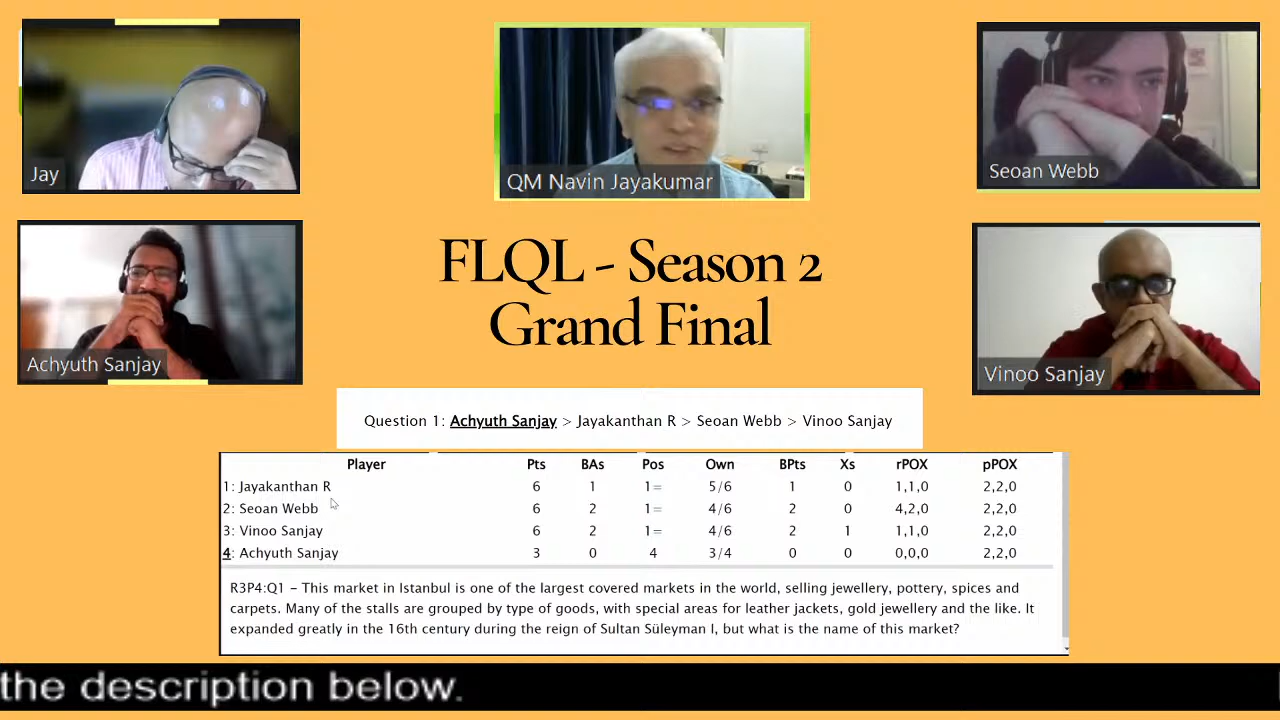 Jay
QM Navin Jayakumar
Seoan Webb
Achyuth Sanjay
Vinoo Sanjay
FLQL - Season 2
Grand Final
Question 1: Achyuth Sanjay > Jayakanthan R > Seoan Webb > Vinoo Sanjay
Player Pts BAs Pos Own BPts Xs rPOX pPOX
1: Jayakanthan R 6 1 1= 5/6 1 0 1,1,0 2,2,0
2: Seoan Webb 6 2 1= 4/6 2 0 4,2,0 2,2,0
3: Vinoo Sanjay 6 2 1= 4/6 2 1 1,1,0 2,2,0
4: Achyuth Sanjay 3 0 4 3/4 0 0 0,0,0 2,2,0
R3P4:Q1 - This market in Istanbul is one of the largest covered markets in the world, selling jewellery, pottery, spices and
carpets. Many of the stalls are grouped by type of goods, with special areas for leather jackets, gold jewellery and the like. It
expanded greatly in the 16th century during the reign of Sultan Süleyman I, but what is the name of this market?
the description below.